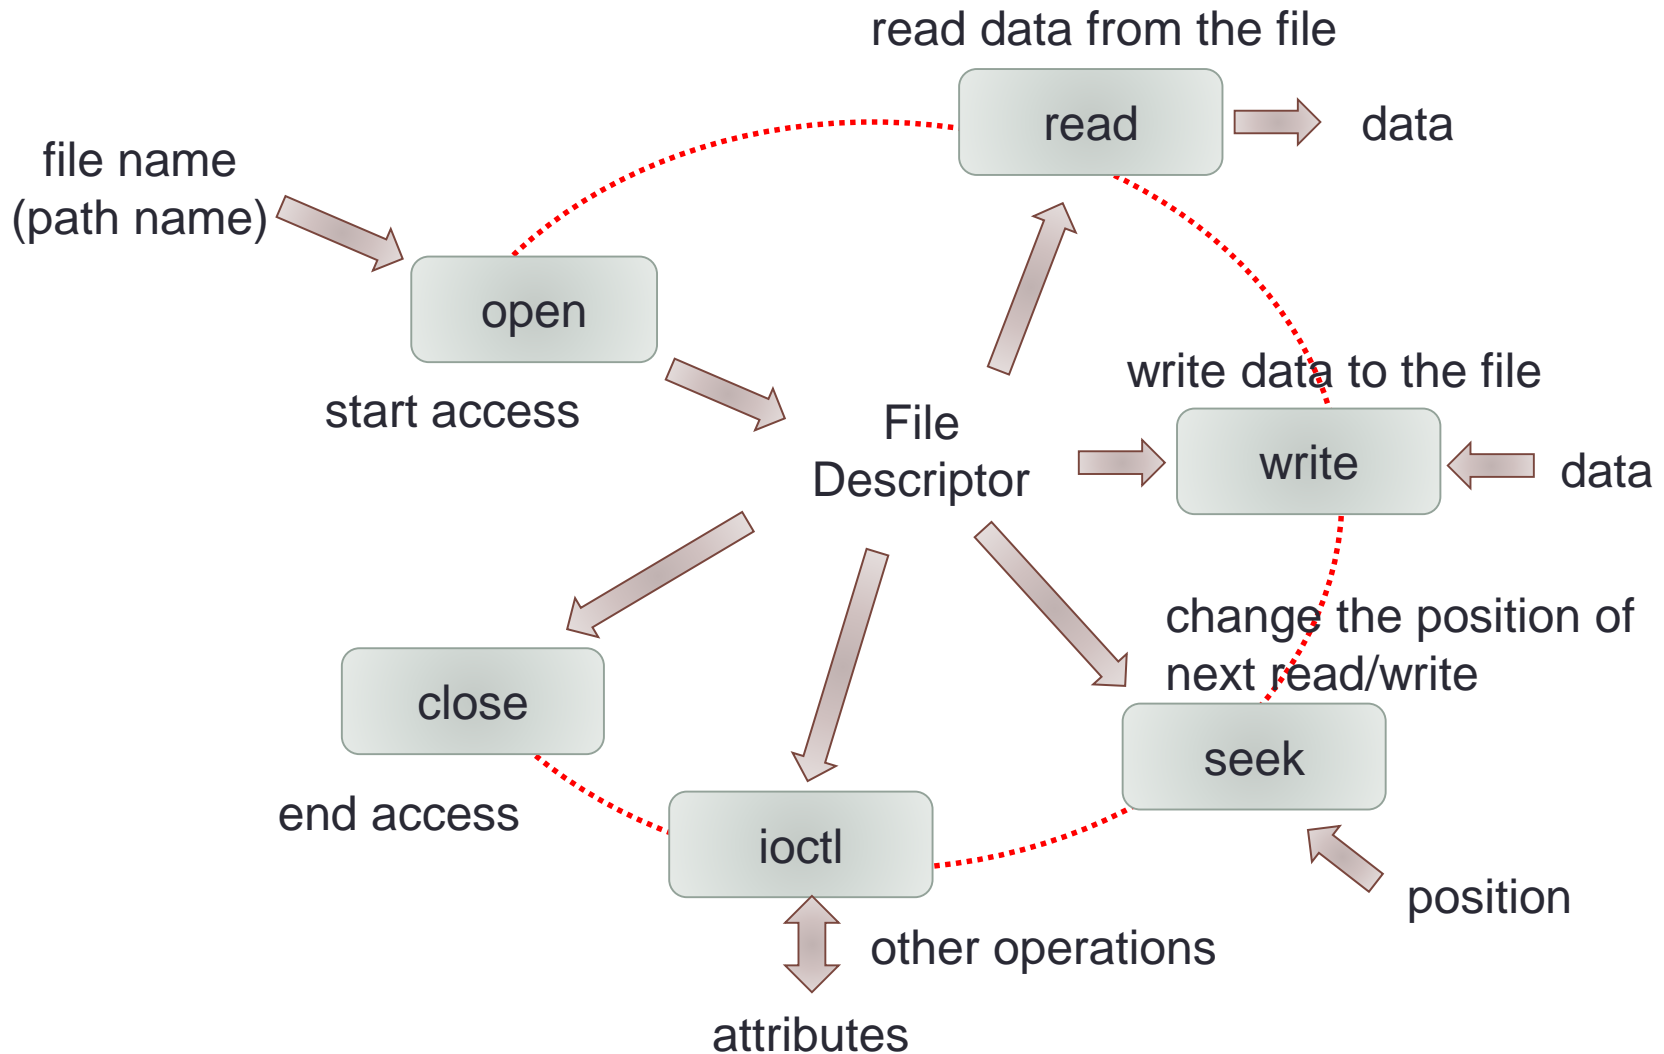 read data from the file
read
data
file name
(path name)
open
start access
write data to the file
File
Descriptor
write
data
change the position of
next read/write
close
seek
end access
ioctl
position
other operations
attributes